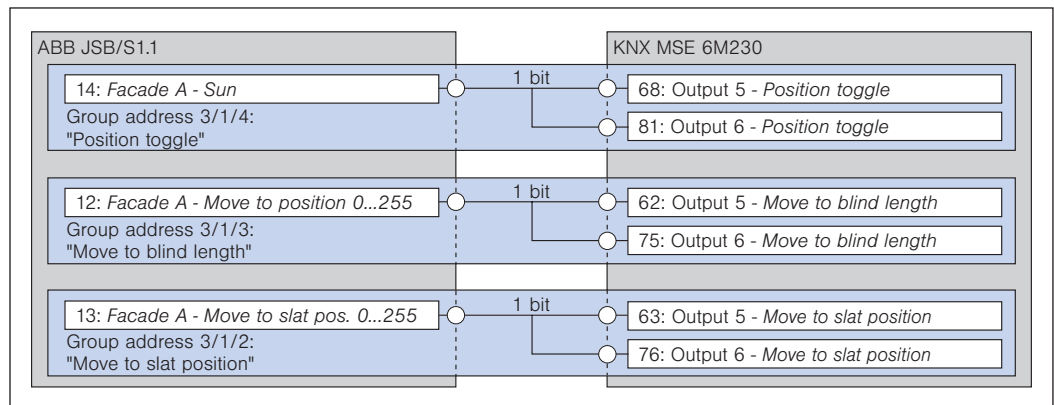 ABB JSB/S1.1
KNX MSE 6M230
14: Facade A - Sun
1 bit
68: Output 5 - Position toggle
Group address 3/1/4:
"Position toggle"
81: Output 6 - Position toggle
12: Facade A - Move to position 0...255
1 bit
62: Output 5 - Move to blind length
Group address 3/1/3:
"Move to blind length"
75: Output 6 - Move to blind length
13: Facade A - Move to slat pos. 0...255
1 bit
63: Output 5 - Move to slat position
Group address 3/1/2:
"Move to slat position"
76: Output 6 - Move to slat position